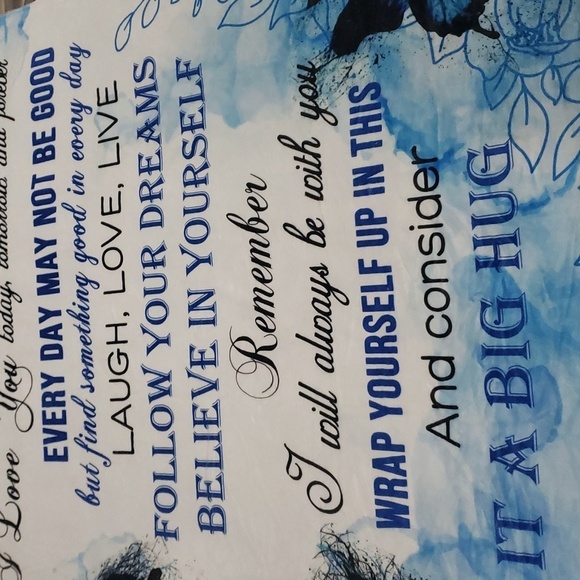 I Love You today, tomorrow and forever
EVERY DAY MAY NOT BE GOOD
but find something good in every day
LAUGH, LOVE, LIVE
FOLLOW YOUR DREAMS
BELIEVE IN YOURSELF
Remember
I will always be with you
WRAP YOURSELF UP IN THIS
And consider
IT A BIG HUG